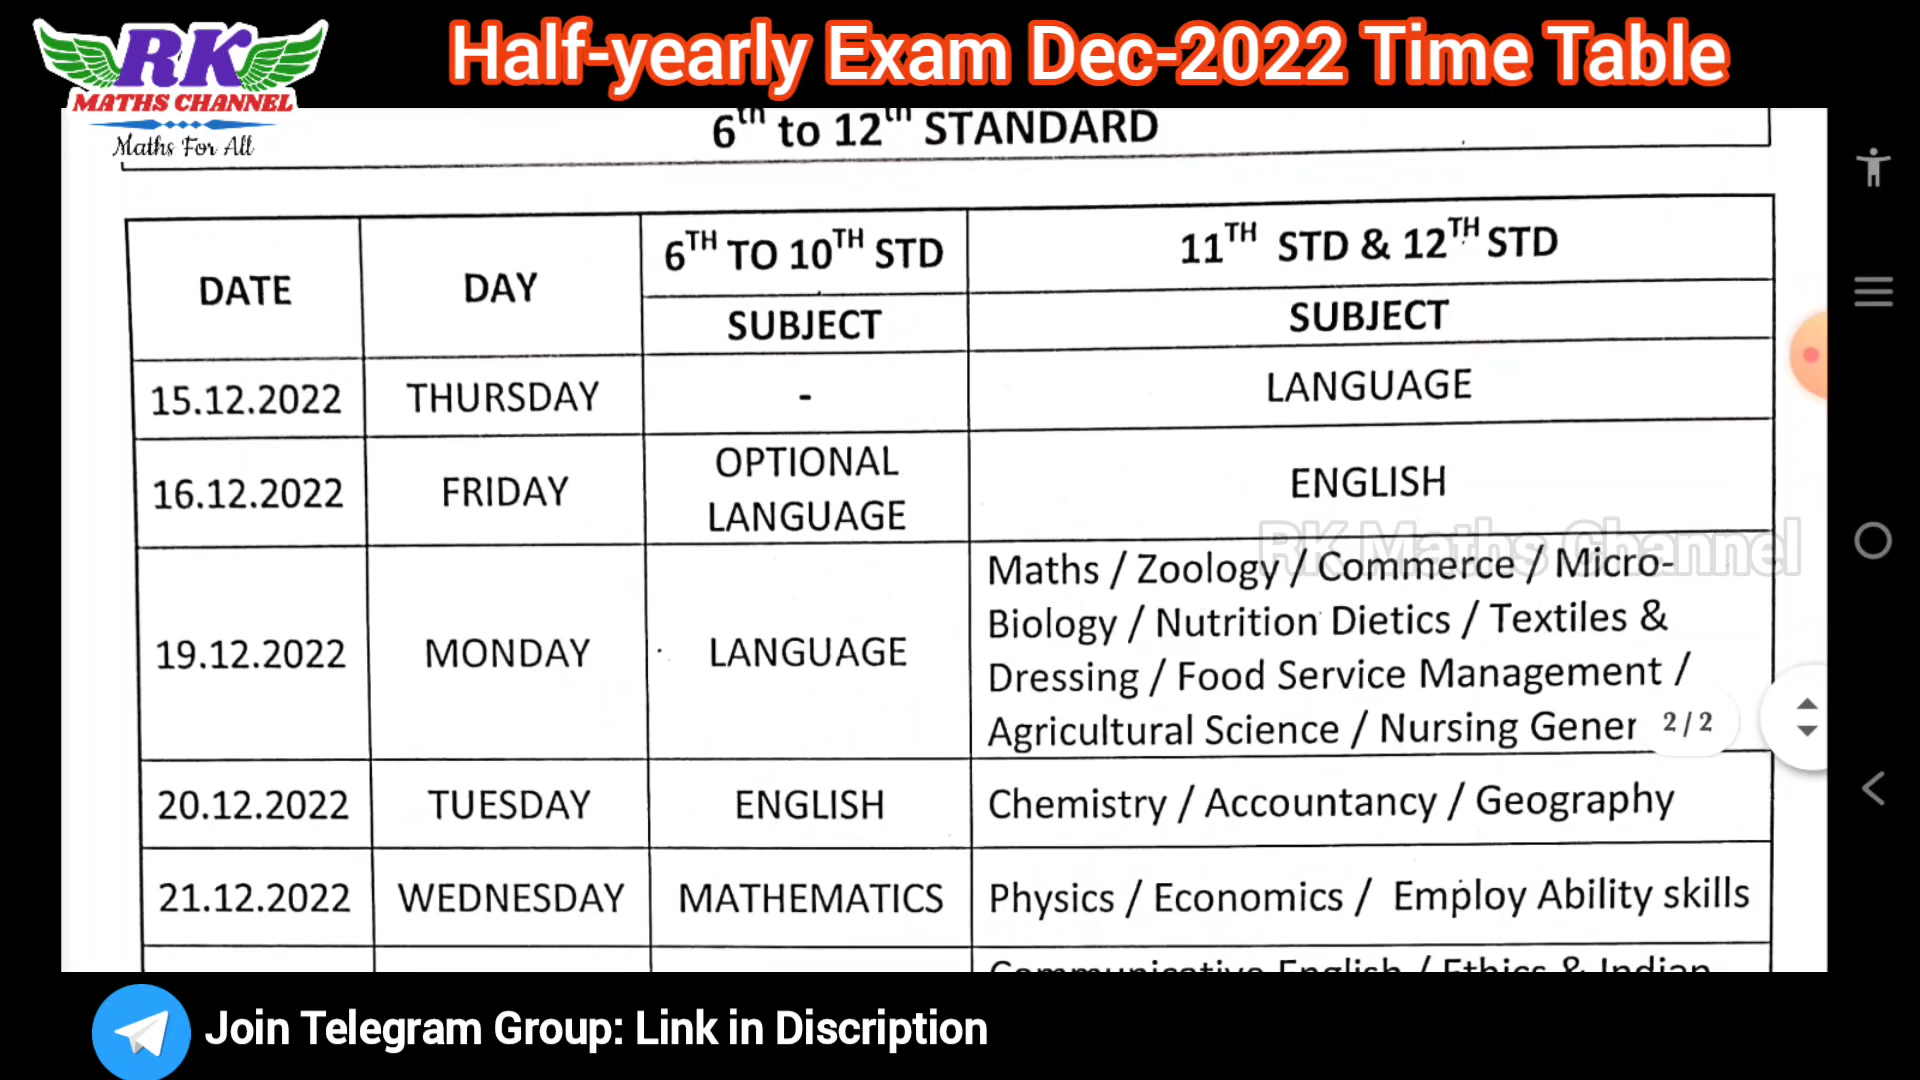 RK
MATHS CHANNEL
Maths For All
Half-yearly Exam Dec-2022 Time Table
6th to 12th STANDARD
DATE
DAY
6TH TO 10TH STD
11TH STD & 12TH STD
SUBJECT
SUBJECT
15.12.2022
THURSDAY
-
LANGUAGE
16.12.2022
FRIDAY
OPTIONAL
LANGUAGE
ENGLISH
RK Maths Channel
19.12.2022
MONDAY
LANGUAGE
Maths / Zoology / Commerce / Micro-
Biology / Nutrition Dietics / Textiles &
Dressing / Food Service Management /
Agricultural Science / Nursing Gener
2/2
20.12.2022
TUESDAY
ENGLISH
Chemistry / Accountancy / Geography
21.12.2022
WEDNESDAY
MATHEMATICS
Physics / Economics / Employ Ability skills
Communicative English / Ethics & Indian
Join Telegram Group: Link in Discription